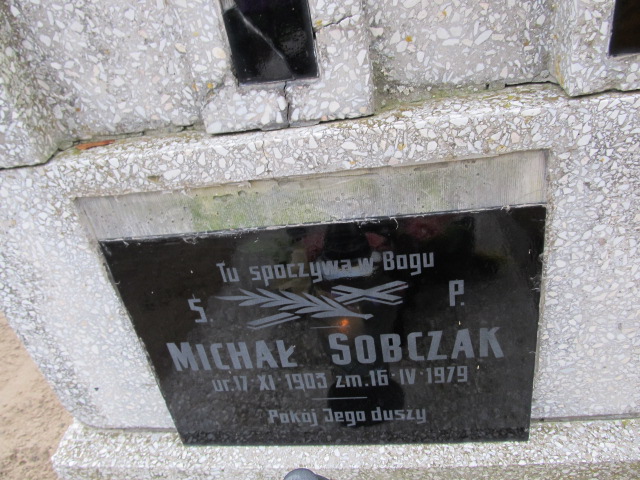 Tu spoczywa w Bogu
Ś. P.
MICHAŁ SOBCZAK
ur. 17 · XI · 1903 zm. 16 · IV · 1979
Pokój Jego duszy